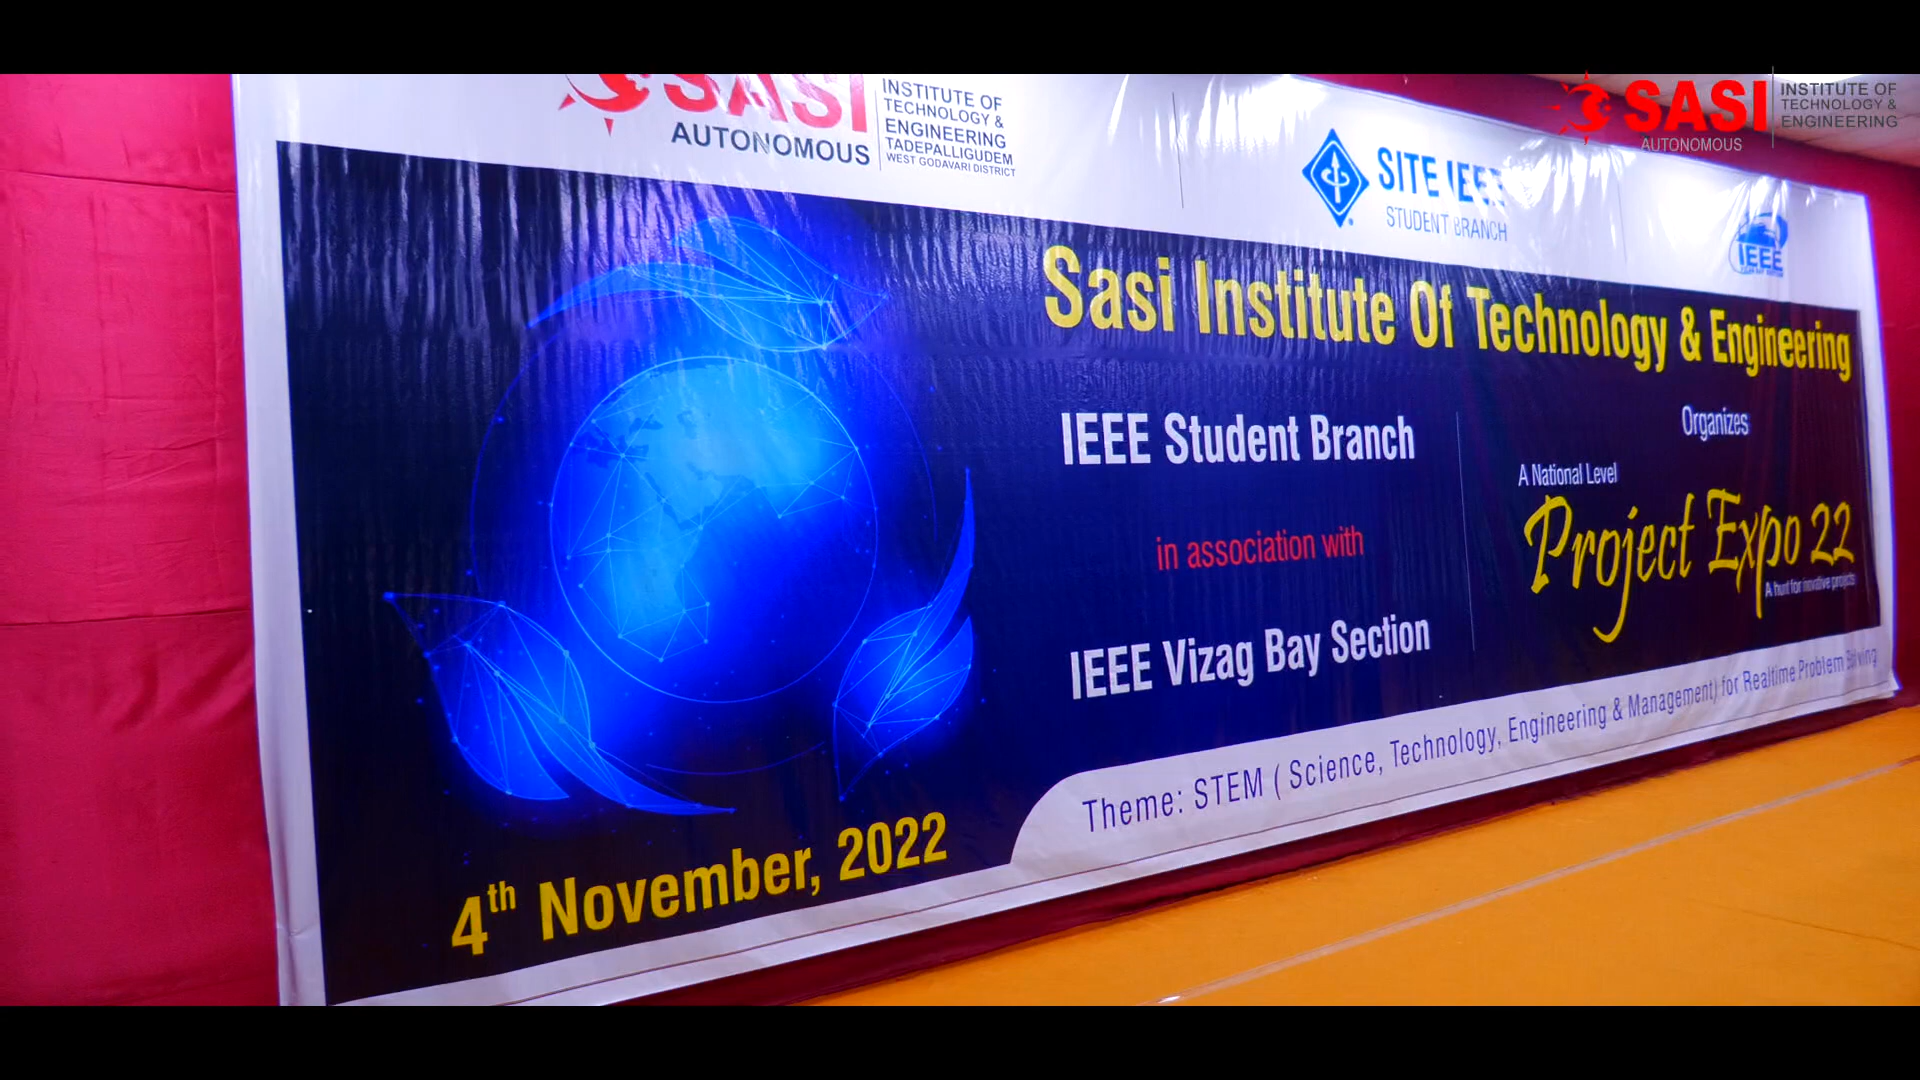 SASI
AUTONOMOUS
INSTITUTE OF
TECHNOLOGY &
ENGINEERING
TADEPALLIGUDEM
WEST GODAVARI DISTRICT
SITE IEEE
STUDENT BRANCH
IEEE
SASI
AUTONOMOUS
INSTITUTE OF
TECHNOLOGY &
ENGINEERING
Sasi Institute Of Technology & Engineering
IEEE Student Branch
in association with
IEEE Vizag Bay Section
Organizes
A National Level
Project Expo 22
A hunt for inovative projects
Theme: STEM ( Science, Technology, Engineering & Management) for Realtime Problem Solving
4th November, 2022